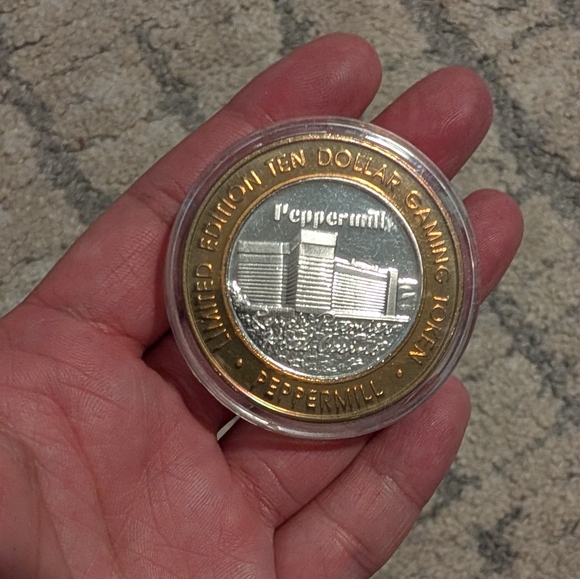 LIMITED EDITION TEN DOLLAR GAMING TOKEN
Peppermill
• PEPPERMILL •